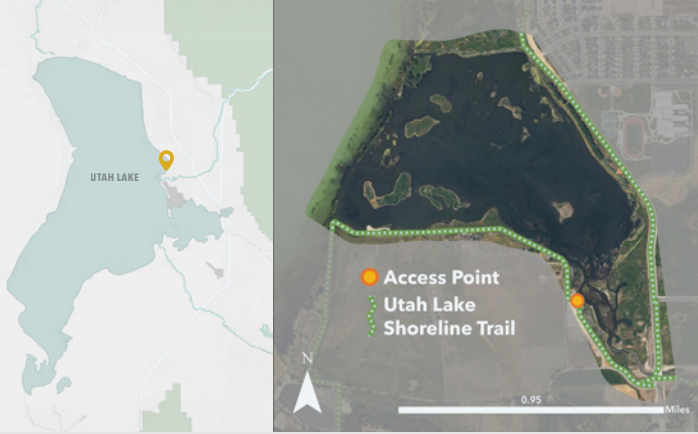 UTAH LAKE
Access Point
Utah Lake
Shoreline Trail
N
0.95
Miles